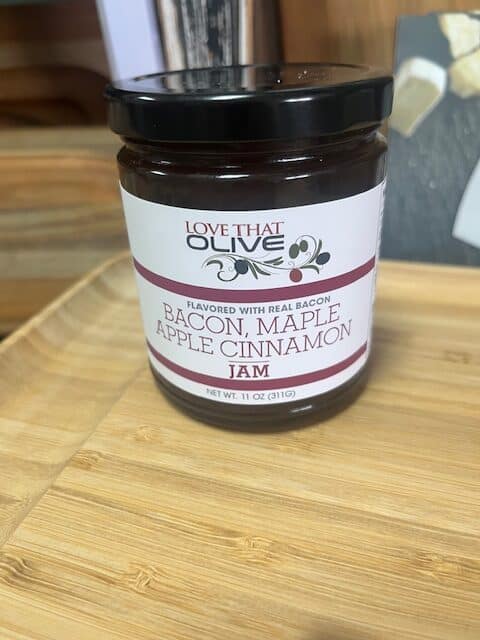 LOVE THAT
OLIVE
FLAVORED WITH REAL BACON
BACON, MAPLE
APPLE CINNAMON
JAM
NET WT. 11 OZ (311G)